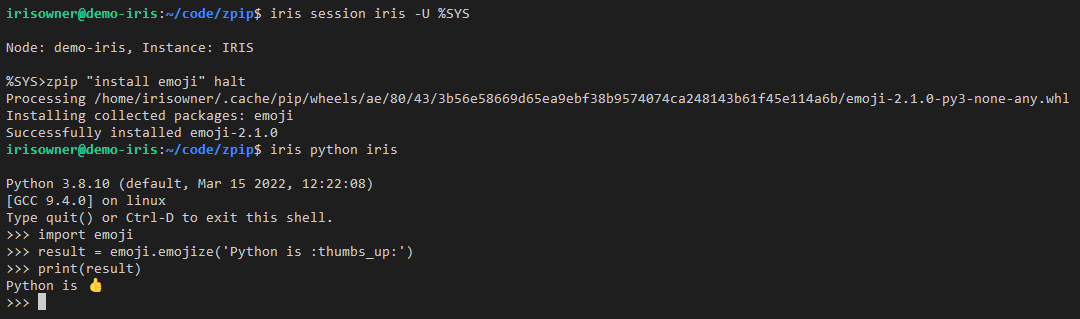 irisowner@demo-iris:~/code/zpip$ iris session iris -U %SYS
Node: demo-iris, Instance: IRIS
%SYS>zpip "install emoji" halt
Processing /home/irisowner/.cache/pip/wheels/ae/80/43/3b56e58669d65ea9ebf38b9574074ca248143b61f45e114a6b/emoji-2.1.0-py3-none-any.whl
Installing collected packages: emoji
Successfully installed emoji-2.1.0
irisowner@demo-iris:~/code/zpip$ iris python iris
Python 3.8.10 (default, Mar 15 2022, 12:22:08)
[GCC 9.4.0] on linux
Type quit() or Ctrl-D to exit this shell.
>>> import emoji
>>> result = emoji.emojize('Python is :thumbs_up:')
>>> print(result)
Python is 👍
>>>